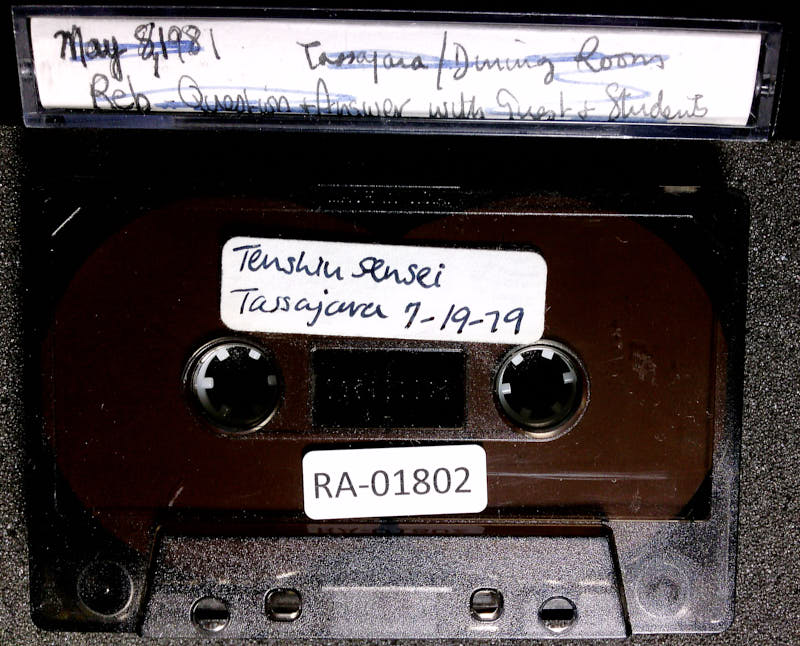 May 8, 1981 Tassajara / Dining Room
Reb - Question + Answer with Guest + Students
Tenshin Sensei
Tassajara 7-19-79
RA-01802